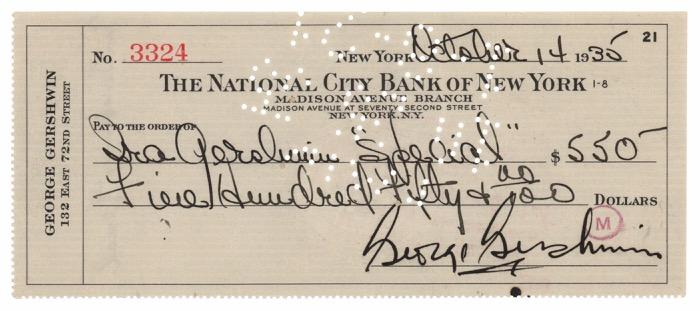 21
No. 3324 New York October 14 1935
The National City Bank of New York 1-8
Madison Avenue Branch
Madison Avenue at Seventy Second Street
New York, N.Y.
Pay to the order of
Ira Gershwin "Special" $ 550
Five Hundred Fifty & no/100 Dollars
M
George Gershwin
George Gershwin
132 East 72nd Street